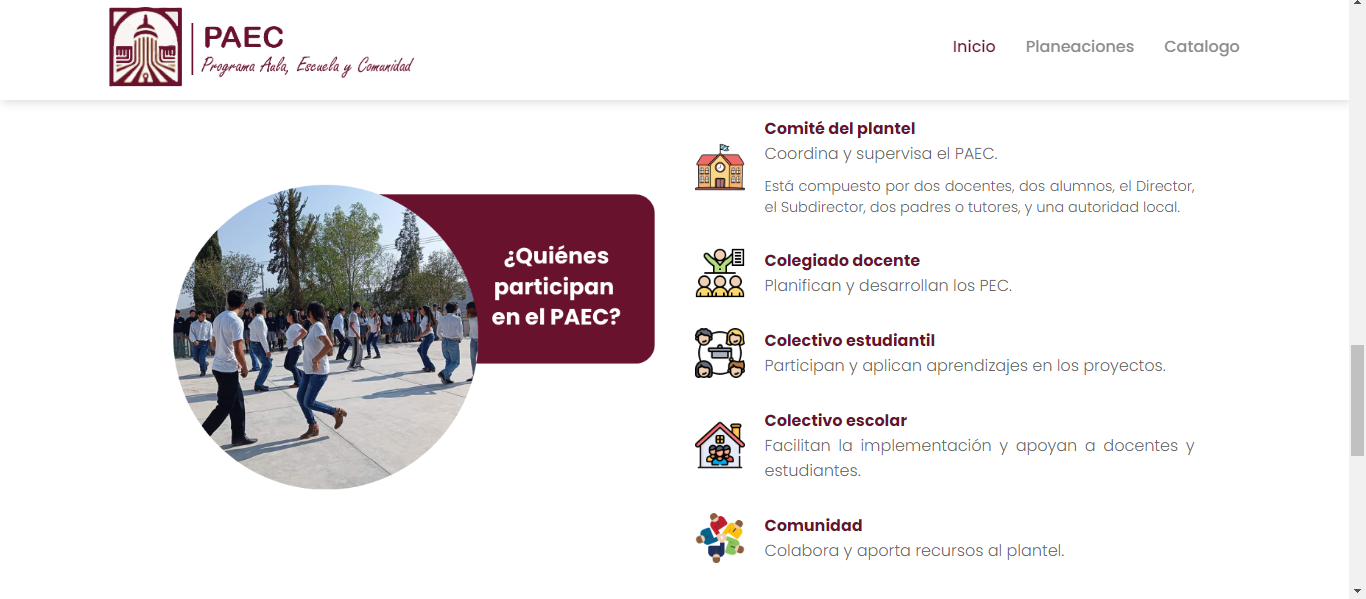 PAEC
Programa Aula, Escuela y Comunidad
Inicio
Planeaciones
Catalogo
¿Quiénes
participan
en el PAEC?
Comité del plantel
Coordina y supervisa el PAEC.
Está compuesto por dos docentes, dos alumnos, el Director,
el Subdirector, dos padres o tutores, y una autoridad local.
Colegiado docente
Planifican y desarrollan los PEC.
Colectivo estudiantil
Participan y aplican aprendizajes en los proyectos.
Colectivo escolar
Facilitan la implementación y apoyan a docentes y
estudiantes.
Comunidad
Colabora y aporta recursos al plantel.